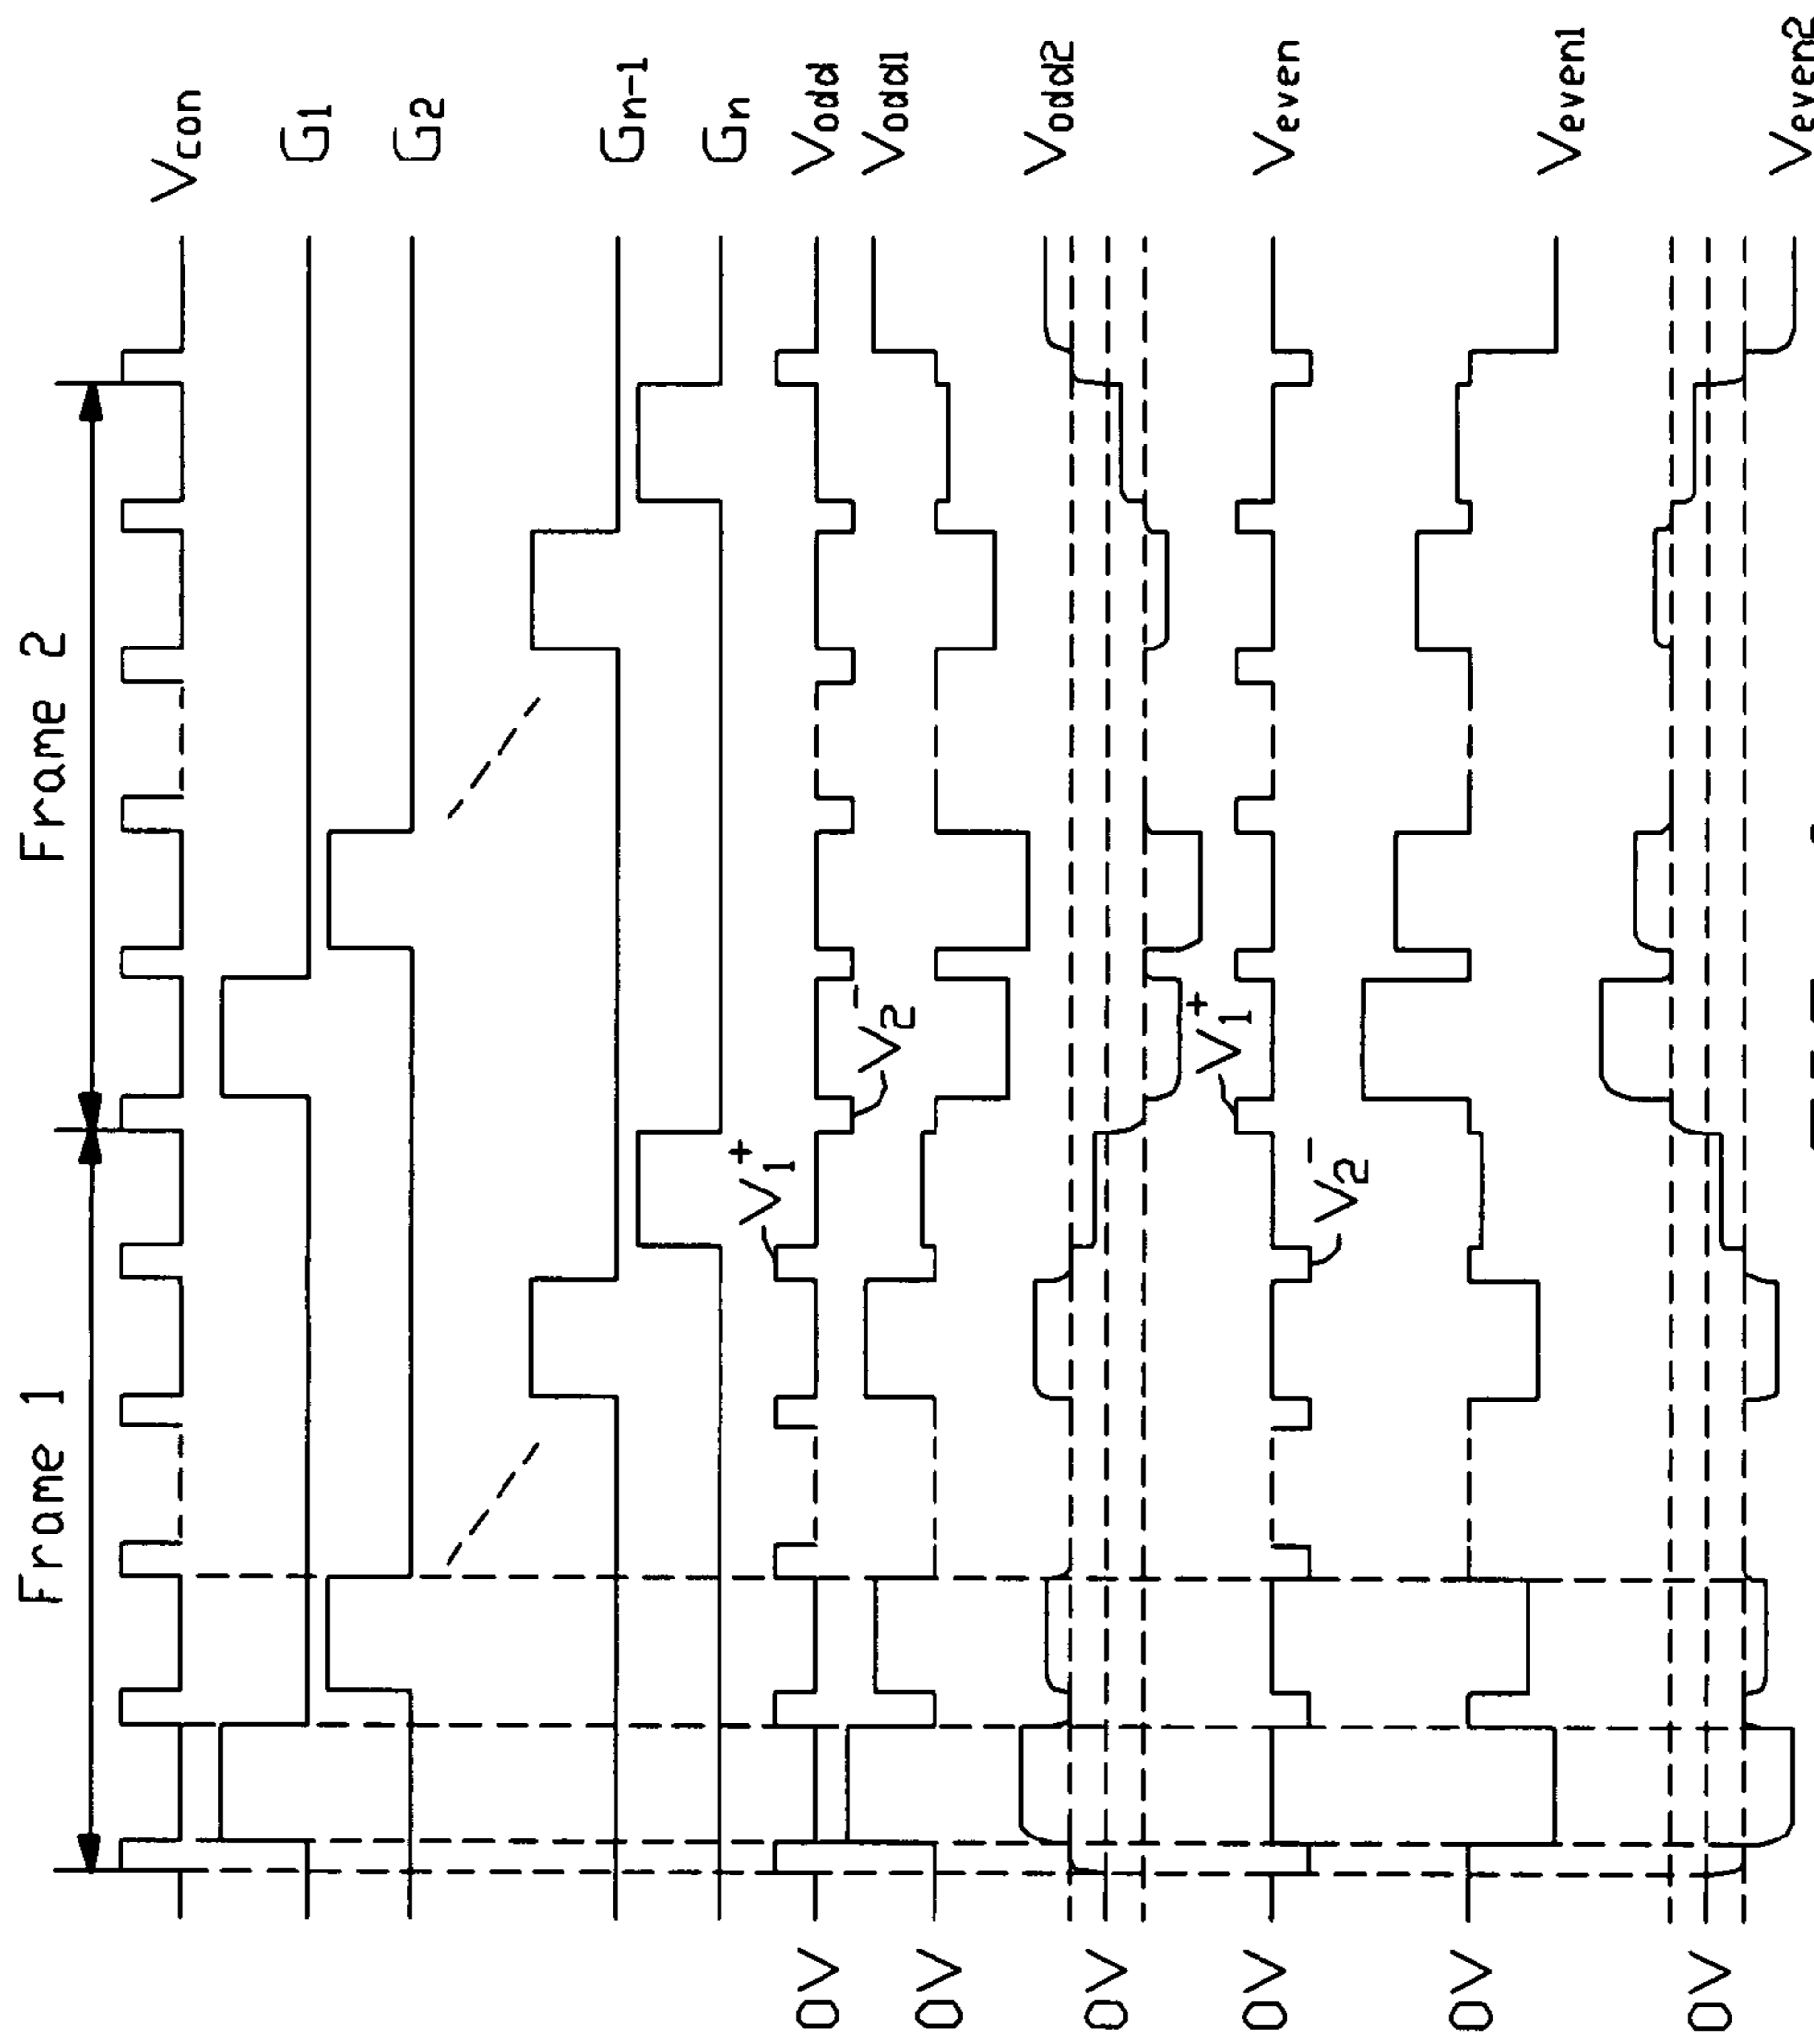 Frame 1
Frame 2
Vcon
G1
G2
Gn-1
Gn
0V
Vodd
V1+
V2-
0V
Vodd1
0V
Vodd2
0V
Veven
V1+
V2-
0V
Veven1
0V
Veven2